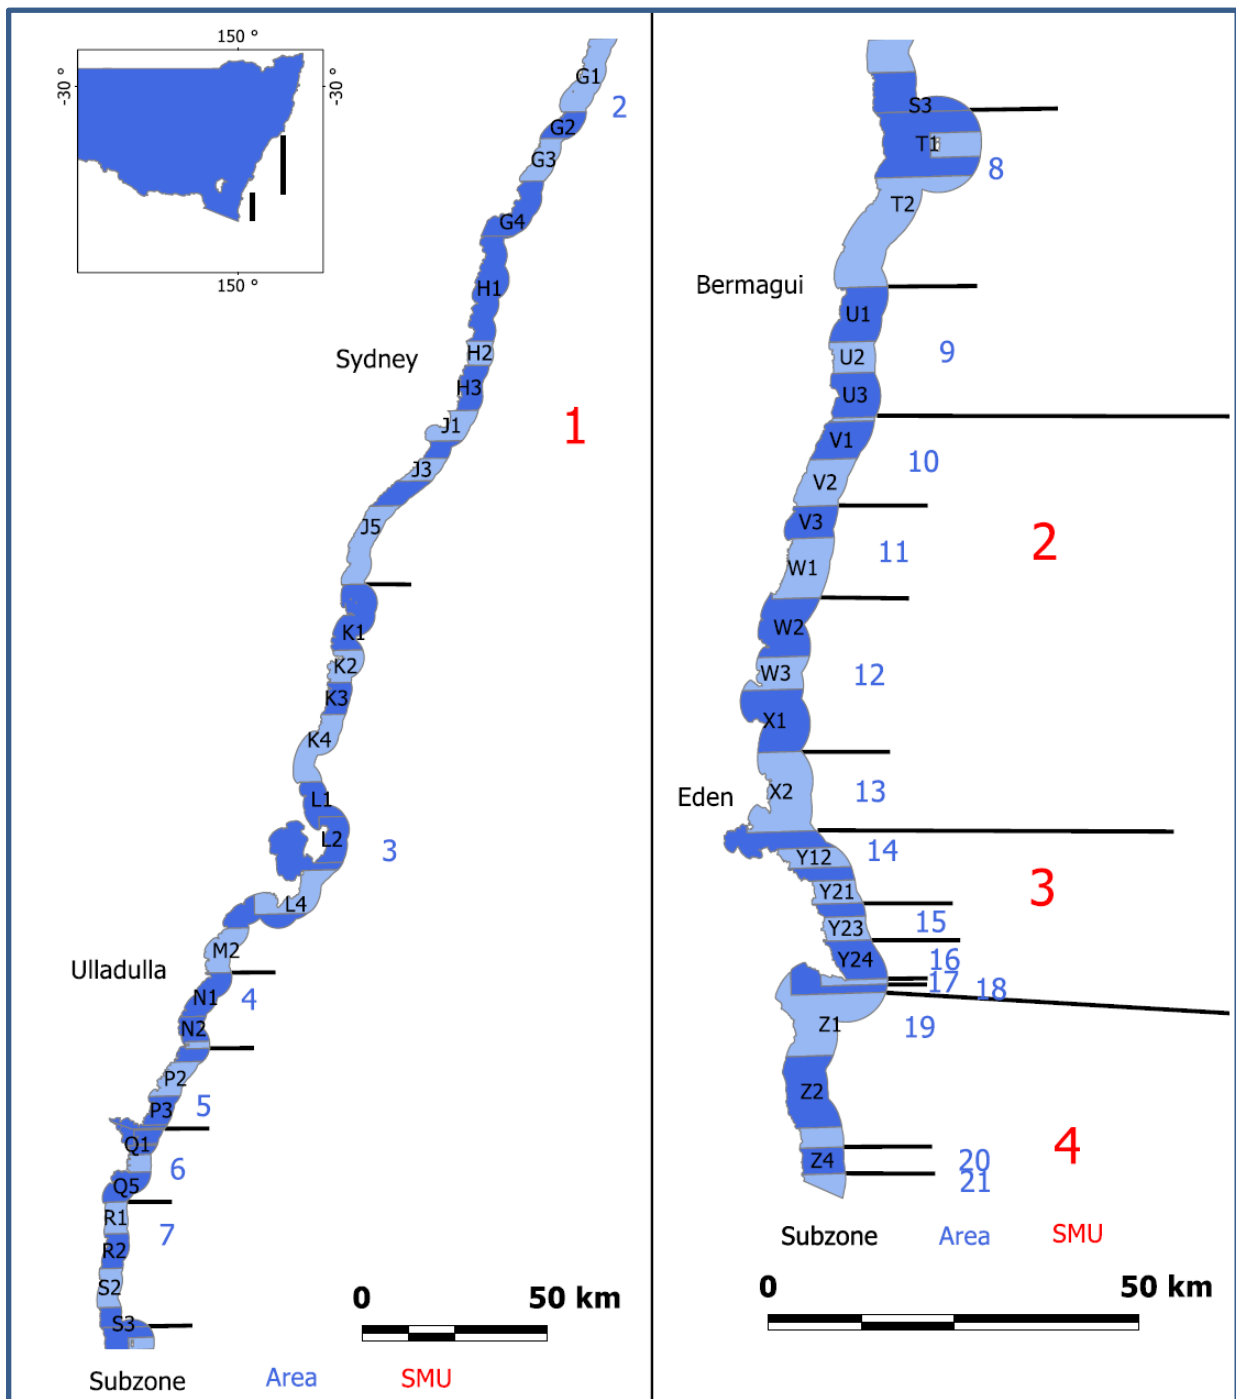 150 °
-30 °
-30 °
150 °
G1
2
G2
G3
G4
H1
H2
Sydney
H3
1
J1
J3
J5
K1
K2
K3
K4
L1
L2
3
L4
M2
Ulladulla
N1
4
N2
P2
5
P3
Q1
6
Q5
R1
7
R2
S2
0 50 km
S3
Subzone Area SMU
S3
T1
8
T2
Bermagui
U1
9
U2
U3
V1
10
V2
V3
2
11
W1
W2
W3
12
X1
X2
13
Eden
14
Y12
3
Y21
15
Y23
16
Y24
17
18
Z1
19
Z2
4
Z4
20
21
Subzone Area SMU
0 50 km